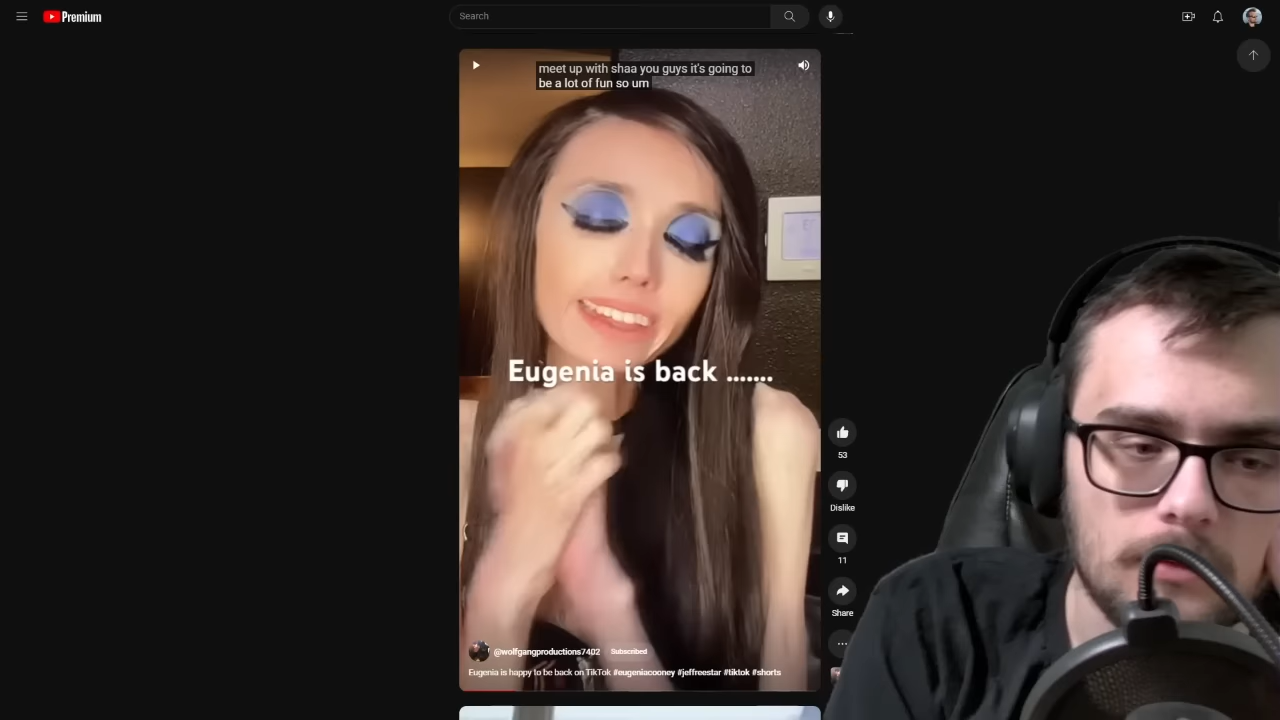 Premium
Search
meet up with shaa you guys it's going to
be a lot of fun so um
Eugenia is back .......
53
Dislike
11
Share
@wolfgangproductions7402 Subscribed
Eugenia is happy to be back on TikTok #eugeniacooney #jeffreestar #tiktok #shorts